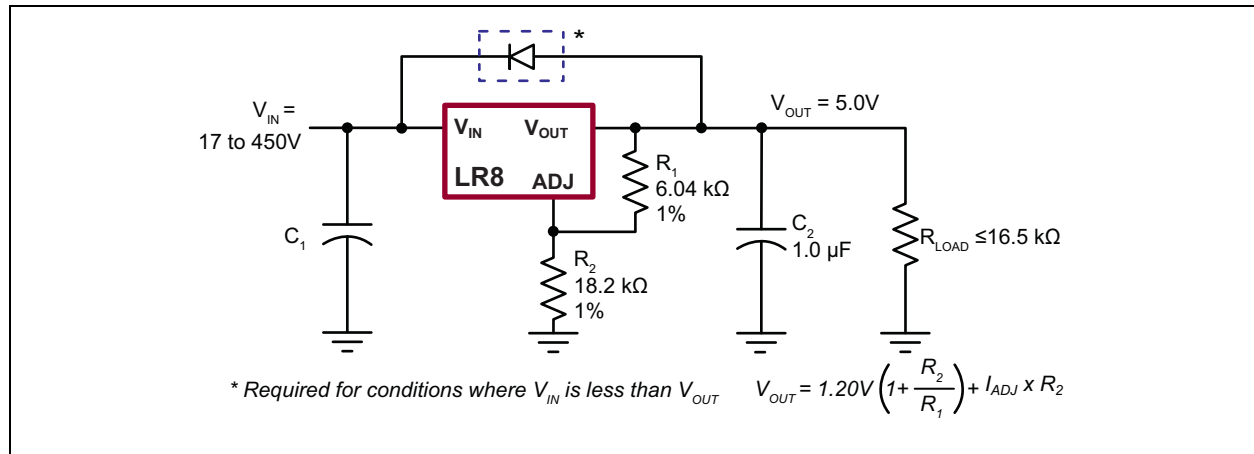 *
V_IN =
17 to 450V
V_IN V_OUT
LR8 ADJ
V_OUT = 5.0V
R_1
6.04 kΩ
1%
C_1
R_2
18.2 kΩ
1%
C_2
1.0 µF
R_LOAD ≤16.5 kΩ
* Required for conditions where V_IN is less than V_OUT
V_OUT = 1.20V(1+ R_2/R_1)+ I_ADJ x R_2